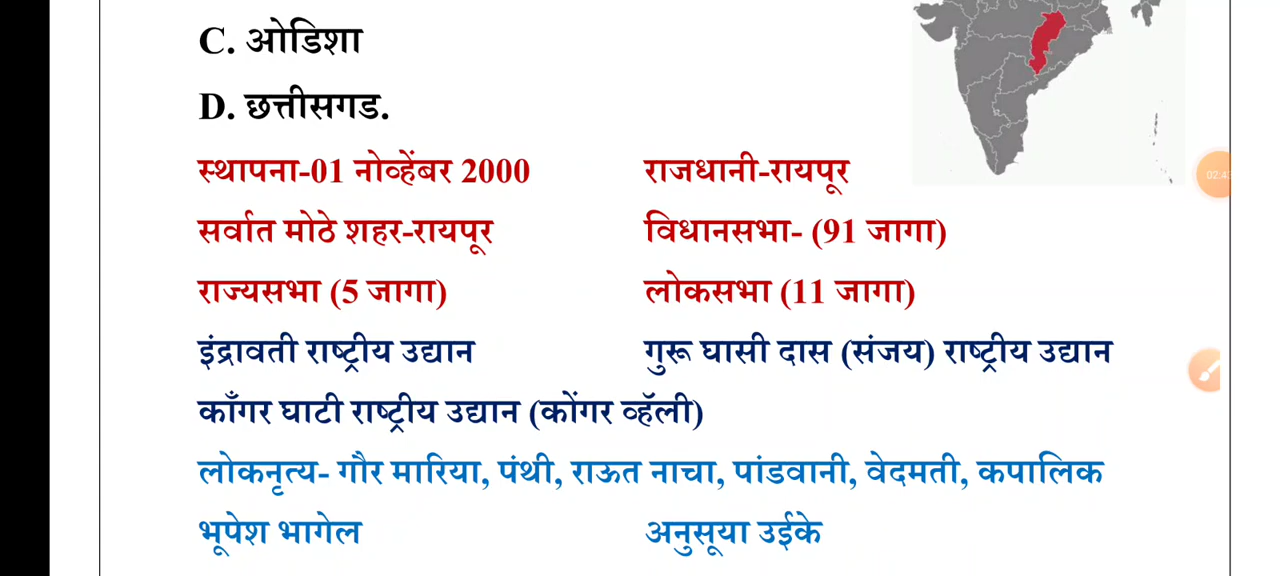 C. ओडिशा
D. छत्तीसगड.
स्थापना-01 नोव्हेंबर 2000 राजधानी-रायपूर
सर्वात मोठे शहर-रायपूर विधानसभा- (91 जागा)
राज्यसभा (5 जागा) लोकसभा (11 जागा)
इंद्रावती राष्ट्रीय उद्यान गुरू घासी दास (संजय) राष्ट्रीय उद्यान
काँगर घाटी राष्ट्रीय उद्यान (कोंगर व्हॅली)
लोकनृत्य- गौर मारिया, पंथी, राऊत नाचा, पांडवानी, वेदमती, कपालिक
भूपेश भागेल अनुसूया उईके